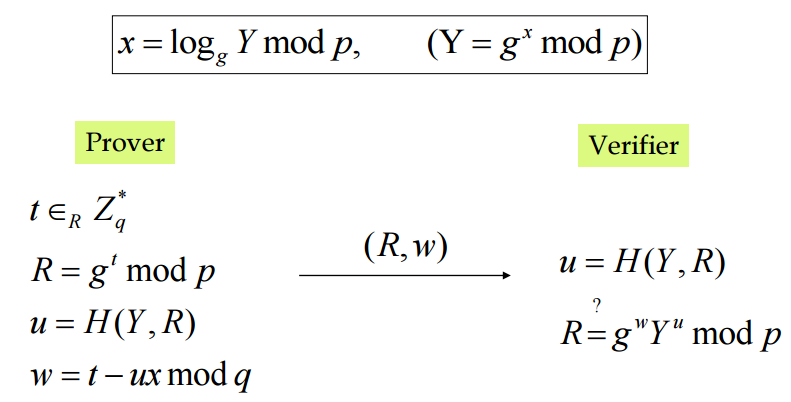 x = log_g Y mod p, (Y = g^x mod p)
Prover
Verifier
t ∈_R Z_q^*
R = g^t mod p
u = H(Y, R)
w = t − ux mod q
(R, w)
u = H(Y, R)
?
R = g^w Y^u mod p